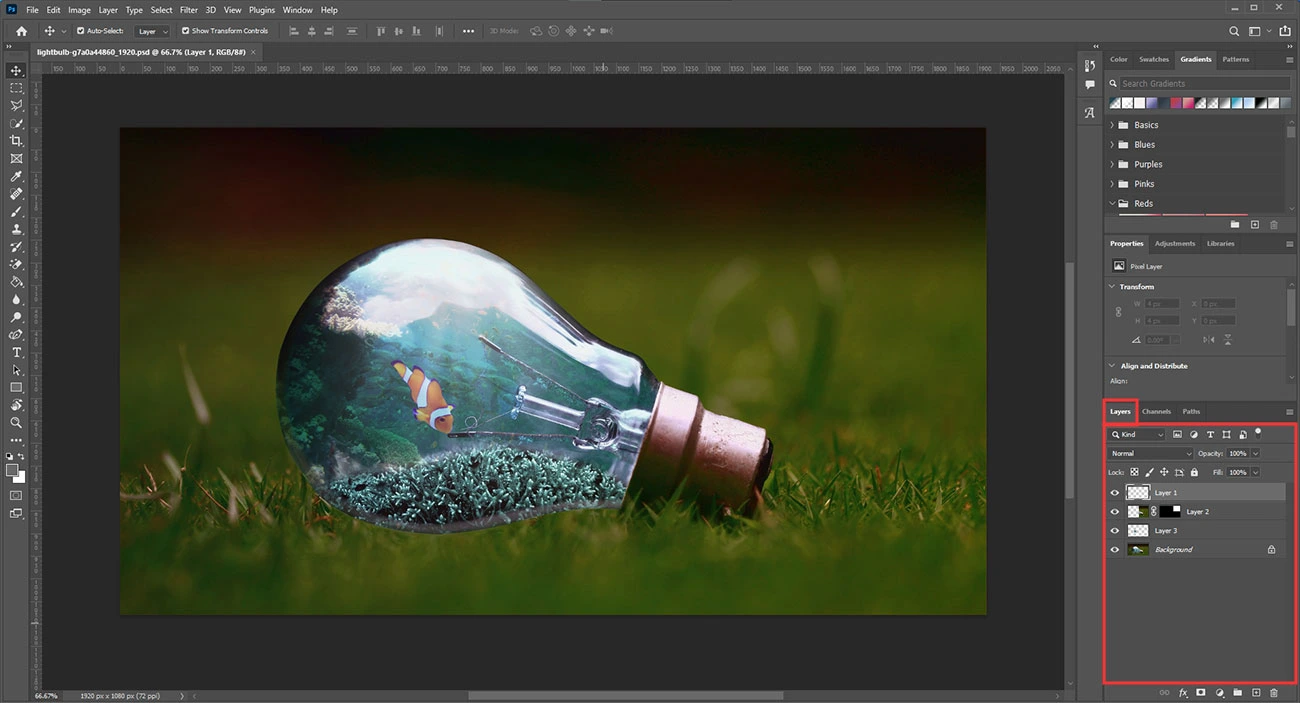 Ps File Edit Image Layer Type Select Filter 3D View Plugins Window Help
Auto-Select: Layer Show Transform Controls 3D Mode:
lightbulb-g7a0a44860_1920.psd @ 66.7% (Layer 1, RGB/8#) ×
150 100 50 0 50 100 150 200 250 300 350 400 450 500 550 600 650 700 750 800 850 900 950 1000 1050 1100 1150 1200 1250 1300 1350 1400 1450 1500 1550 1600 1650 1700 1750 1800 1850 1900 1950 2000 2050
Color Swatches Gradients Patterns
Search Gradients
Basics
Blues
Purples
Pinks
Reds
Properties Adjustments Libraries
Pixel Layer
Transform
W 4 px X 0 px
H 4 px Y 0 px
0.00°
Align and Distribute
Align:
Layers Channels Paths
Kind
Normal Opacity: 100%
Lock: Fill: 100%
Layer 1
Layer 2
Layer 3
Background
fx
66.67% 1920 px x 1080 px (72 ppi)